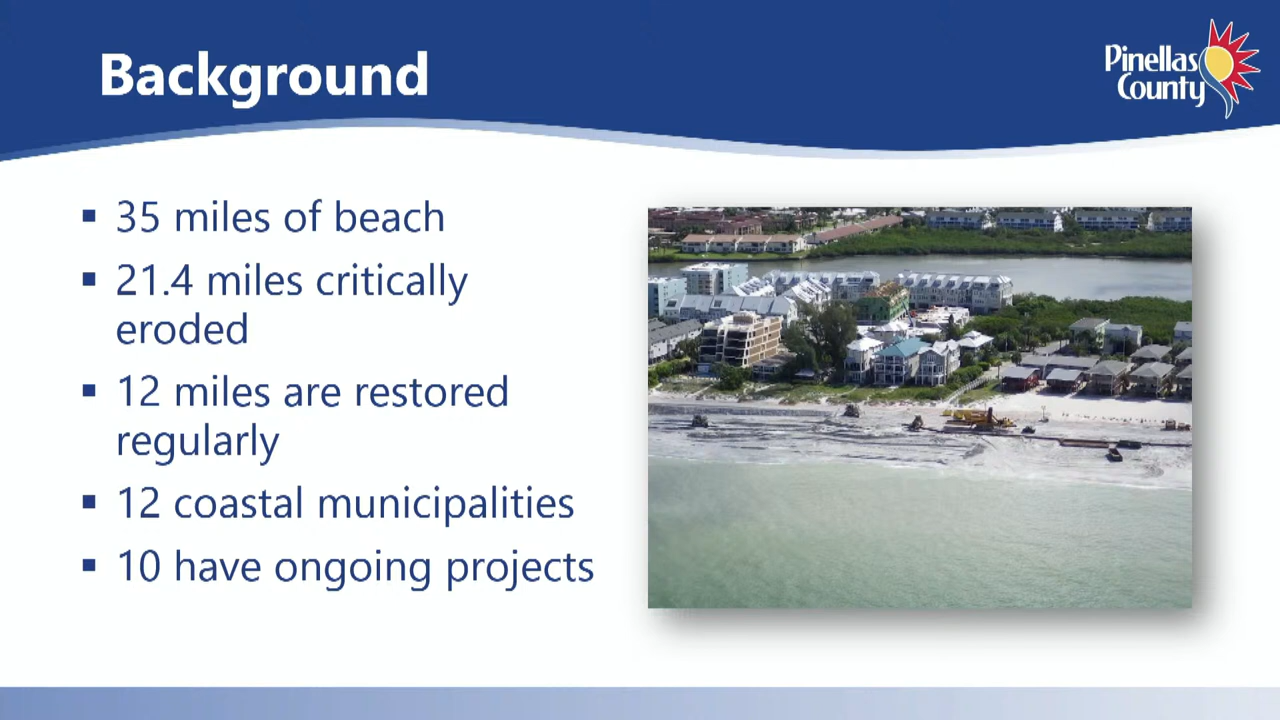 Background
Pinellas
County
▪ 35 miles of beach
▪ 21.4 miles critically
eroded
▪ 12 miles are restored
regularly
▪ 12 coastal municipalities
▪ 10 have ongoing projects